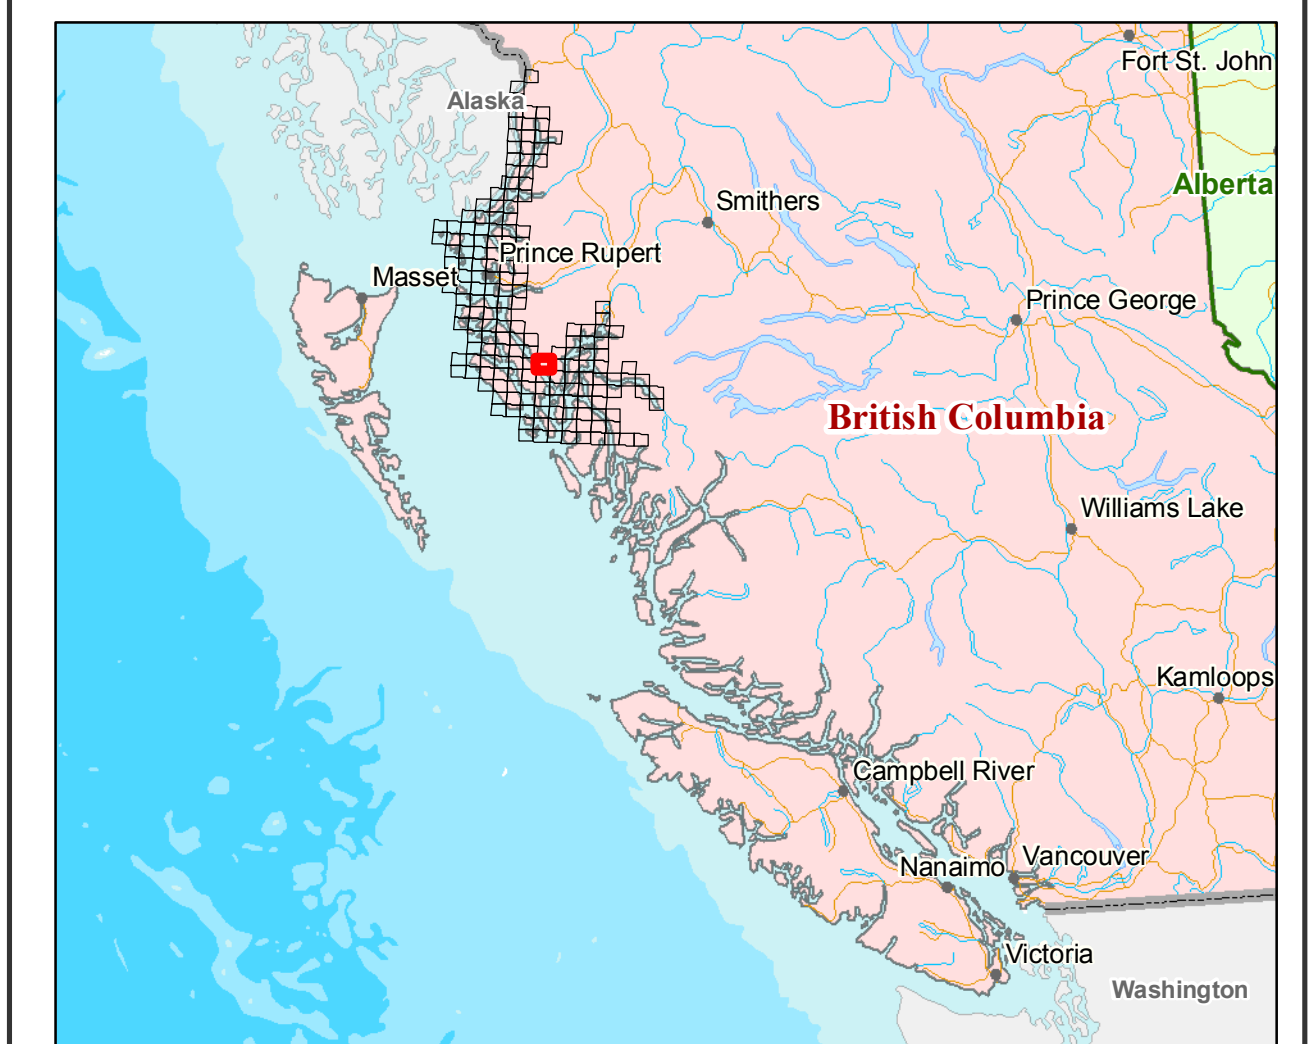 Fort St. John
Alaska
Alberta
Smithers
Prince Rupert
Masset
Prince George
British Columbia
Williams Lake
Kamloops
Campbell River
Vancouver
Nanaimo
Victoria
Washington